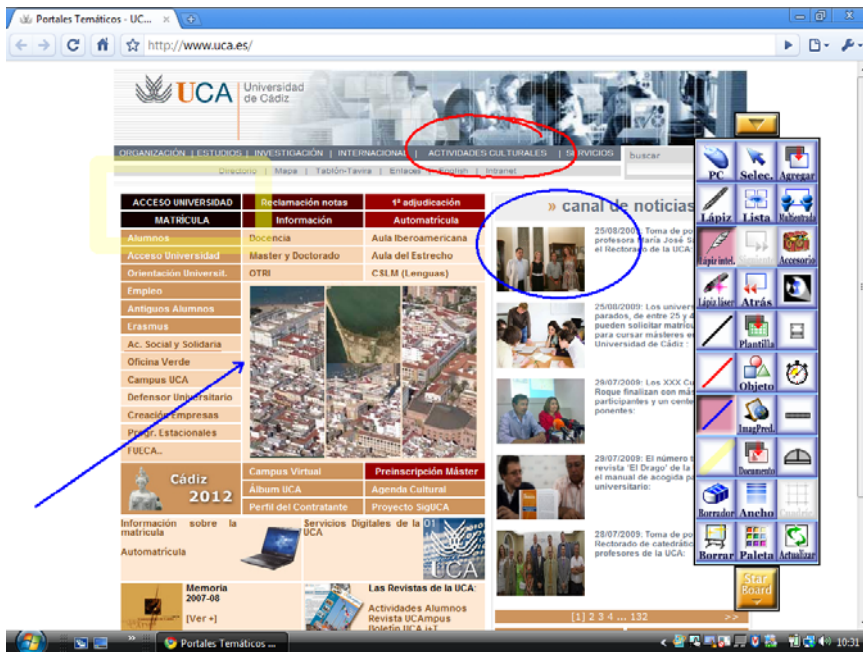 Portales Temáticos - UC...
http://www.uca.es/
UCA Universidad
de Cádiz
ORGANIZACIÓN | ESTUDIOS | INVESTIGACIÓN | INTERNACIONAL | ACTIVIDADES CULTURALES | SERVICIOS
buscar
Directorio | Mapa | Tablón-Tavira | Enlaces | English | Intranet
ACCESO UNIVERSIDAD
Reclamación notas
1ª adjudicación
MATRÍCULA
Información
Automatrícula
Alumnos
Docencia
Aula Iberoamericana
Acceso Universidad
Master y Doctorado
Aula del Estrecho
Orientación Universit.
OTRI
CSLM (Lenguas)
Empleo
Antiguos Alumnos
Erasmus
Ac. Social y Solidaria
Oficina Verde
Campus UCA
Defensor Universitario
Creación Empresas
Progr. Estacionales
FUECA..
Cádiz
2012
Campus Virtual
Preinscripción Máster
Álbum UCA
Agenda Cultural
Perfil del Contratante
Proyecto SigUCA
Información sobre la
matrícula
Automatrícula
Servicios Digitales de la
UCA
01
UCA
Memoria
2007-08
[Ver +]
Las Revistas de la UCA:
Actividades Alumnos
Revista UCAmpus
Boletín UCA i+T
» canal de noticias
25/08/2009: Toma de po
profesora María José Sá
el Rectorado de la UCA:
25/08/2009: Los univers
parados, de entre 25 y 4
pueden solicitar matríc
para cursar másteres e
Universidad de Cádiz :
29/07/2009: Los XXX Cu
Roque finalizan con má
participantes y un cente
ponentes:
29/07/2009: El número t
revista 'El Drago' de la
el manual de acogida p
universitario:
28/07/2009: Toma de po
Rectorado de catedrátic
profesores de la UCA:
[1] 2 3 4 ... 132 >>
PC
Selec.
Agregar
Lápiz
Lista
Multientrada
Lápiz intel.
Siguiente
Accesorio
Lápiz láser
Atrás
Plantilla
Objeto
ImagPred.
Documento
Borrador
Ancho
Cuadric
Borrar
Paleta
Actualizar
Star
Board
Portales Temáticos ...
10:31